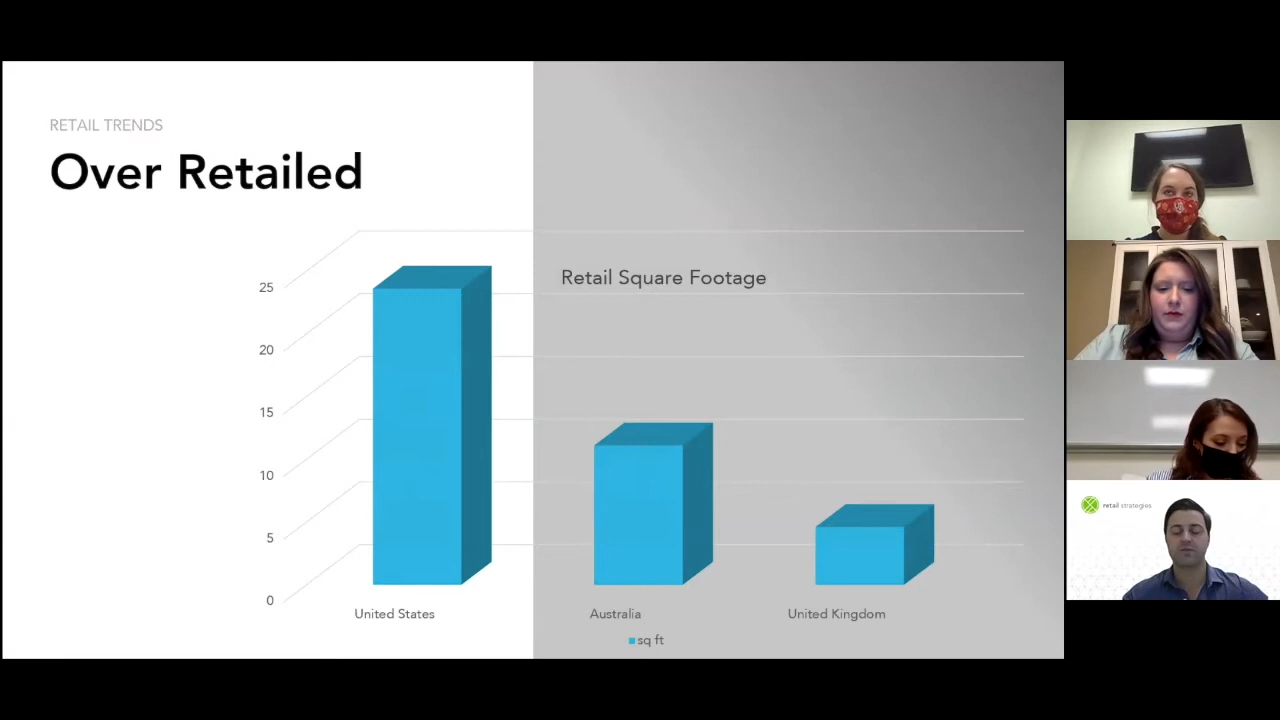 RETAIL TRENDS
Over Retailed
Retail Square Footage
25
20
15
10
5
0
United States
Australia
United Kingdom
sq ft
retail strategies